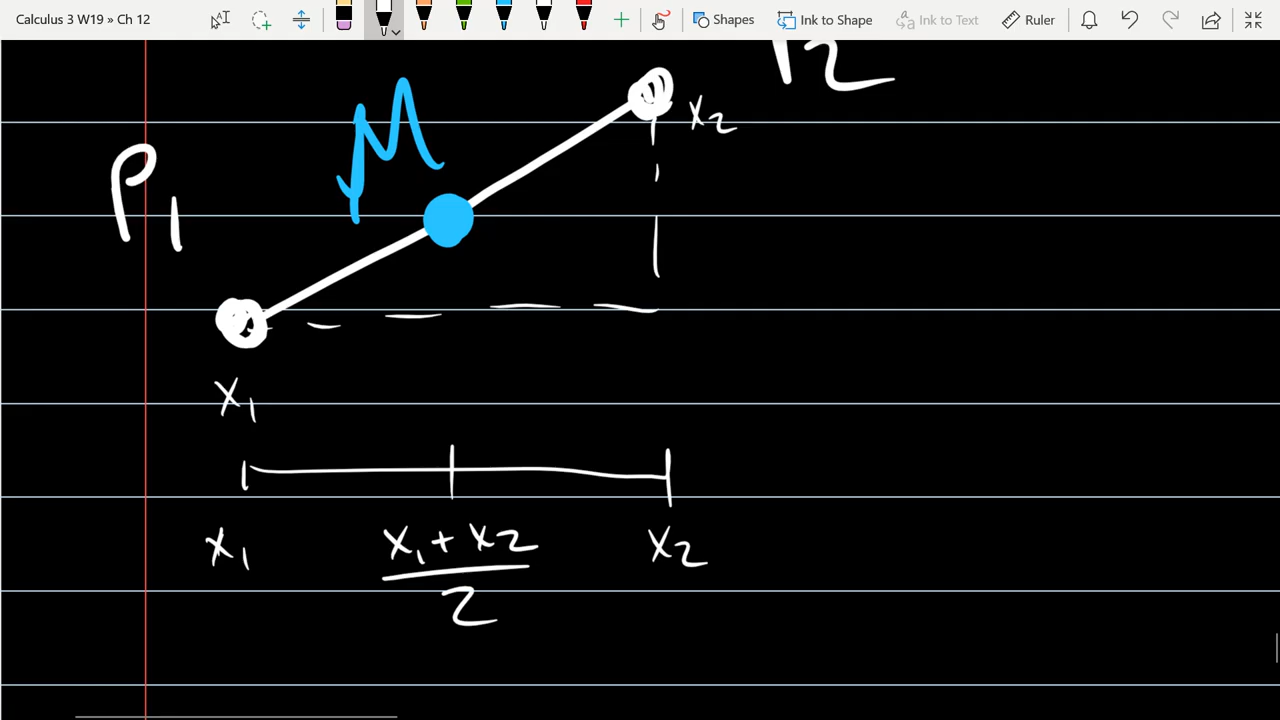 Calculus 3 W19 » Ch 12
Shapes
Ink to Shape
Ink to Text
Ruler
P2
M
x2
P1
x1
x1 x1 + x2 x2
2